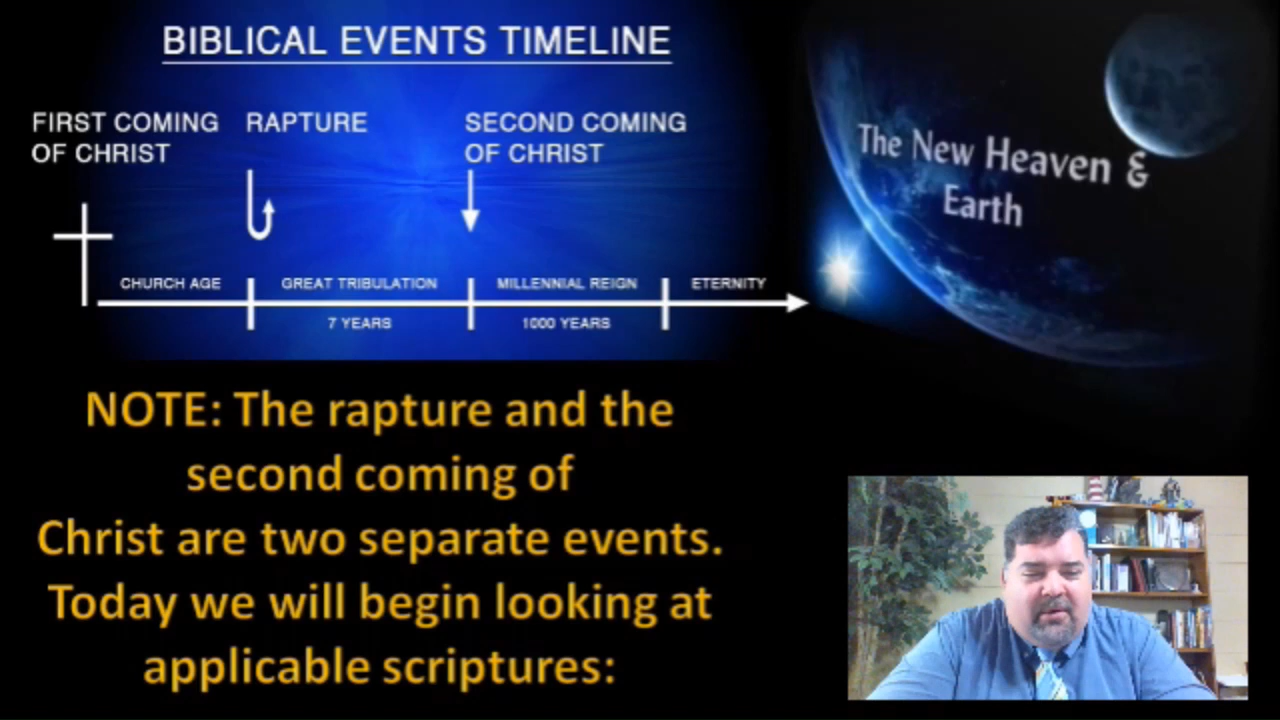 BIBLICAL EVENTS TIMELINE
FIRST COMING
OF CHRIST
RAPTURE
SECOND COMING
OF CHRIST
CHURCH AGE
GREAT TRIBULATION
MILLENNIAL REIGN
ETERNITY
7 YEARS
1000 YEARS
The New Heaven &
Earth
NOTE: The rapture and the
second coming of
Christ are two separate events.
Today we will begin looking at
applicable scriptures: